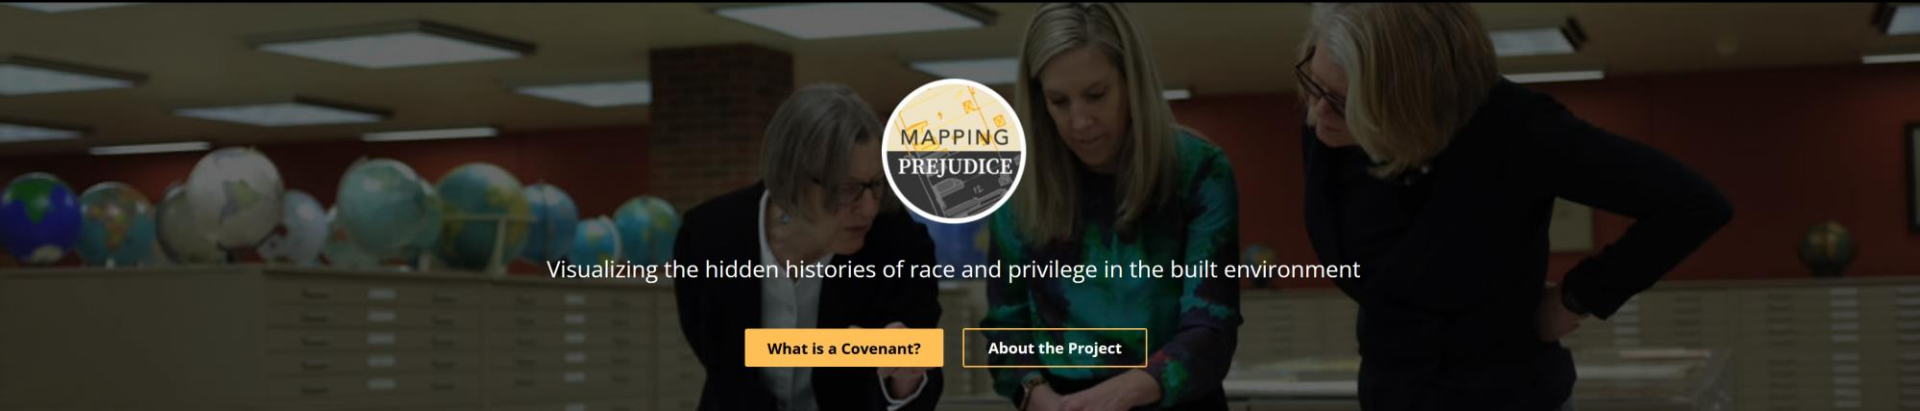 MAPPING
PREJUDICE
Visualizing the hidden histories of race and privilege in the built environment
What is a Covenant?
About the Project